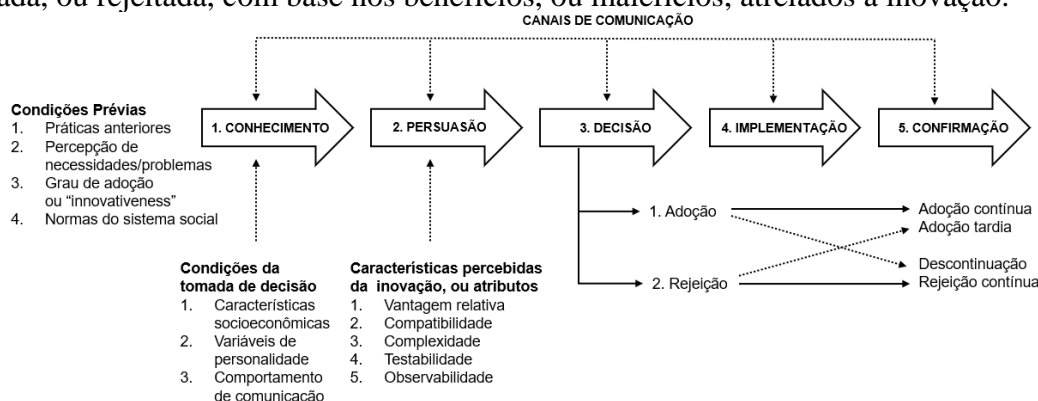 ada, ou rejeitada, com base nos benefícios, ou malefícios, atrelados à inovação.
CANAIS DE COMUNICAÇÃO
Condições Prévias
1. Práticas anteriores
2. Percepção de
necessidades/problemas
3. Grau de adoção
ou “innovativeness”
4. Normas do sistema social
1. CONHECIMENTO
2. PERSUASÃO
3. DECISÃO
4. IMPLEMENTAÇÃO
5. CONFIRMAÇÃO
1. Adoção
2. Rejeição
Adoção contínua
Adoção tardia
Descontinuação
Rejeição contínua
Condições da
tomada de decisão
1. Características
socioeconômicas
2. Variáveis de
personalidade
3. Comportamento
de comunicação
Características percebidas
da inovação, ou atributos
1. Vantagem relativa
2. Compatibilidade
3. Complexidade
4. Testabilidade
5. Observabilidade